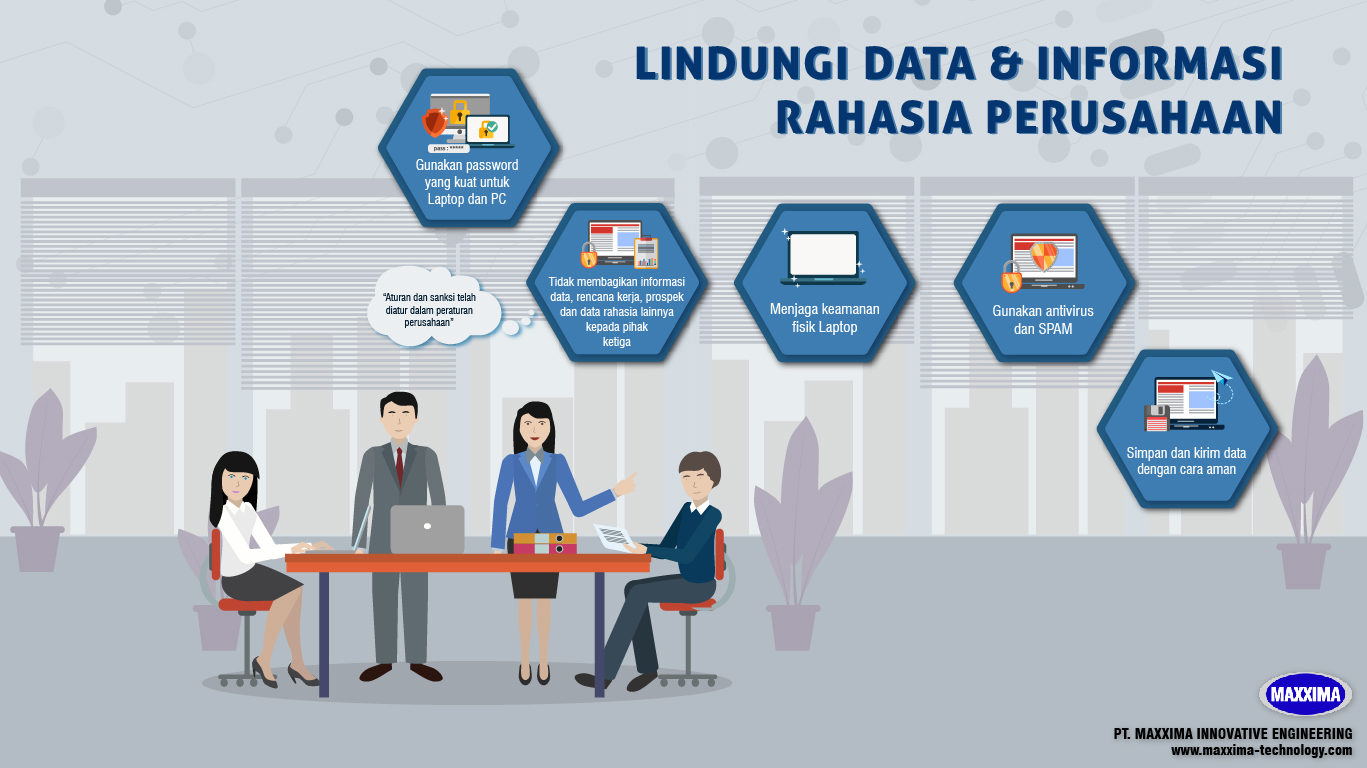 LINDUNGI DATA & INFORMASI
RAHASIA PERUSAHAAN
pass : *****
Gunakan password
yang kuat untuk
Laptop dan PC
Tidak membagikan informasi
data, rencana kerja, prospek
dan data rahasia lainnya
kepada pihak
ketiga
"Aturan dan sanksi telah
diatur dalam peraturan
perusahaan"
Menjaga keamanan
fisik Laptop
Gunakan antivirus
dan SPAM
Simpan dan kirim data
dengan cara aman
MAXXIMA
PT. MAXXIMA INNOVATIVE ENGINEERING
www.maxxima-technology.com